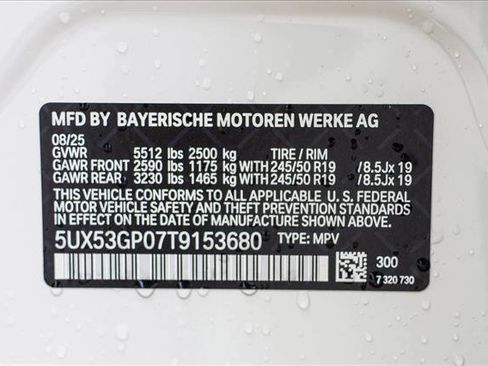 MFD BY BAYERISCHE MOTOREN WERKE AG
08/25
GVWR 5512 lbs 2500 kg TIRE / RIM
GAWR FRONT 2590 lbs 1175 kg WITH 245/50 R19 / 8.5Jx 19
GAWR REAR 3230 lbs 1465 kg WITH 245/50 R19 / 8.5Jx 19
THIS VEHICLE CONFORMS TO ALL APPLICABLE U. S. FEDERAL
MOTOR VEHICLE SAFETY AND THEFT PREVENTION STANDARDS
IN EFFECT ON THE DATE OF MANUFACTURE SHOWN ABOVE.
5UX53GP07T9153680 TYPE: MPV
300
7 320 730